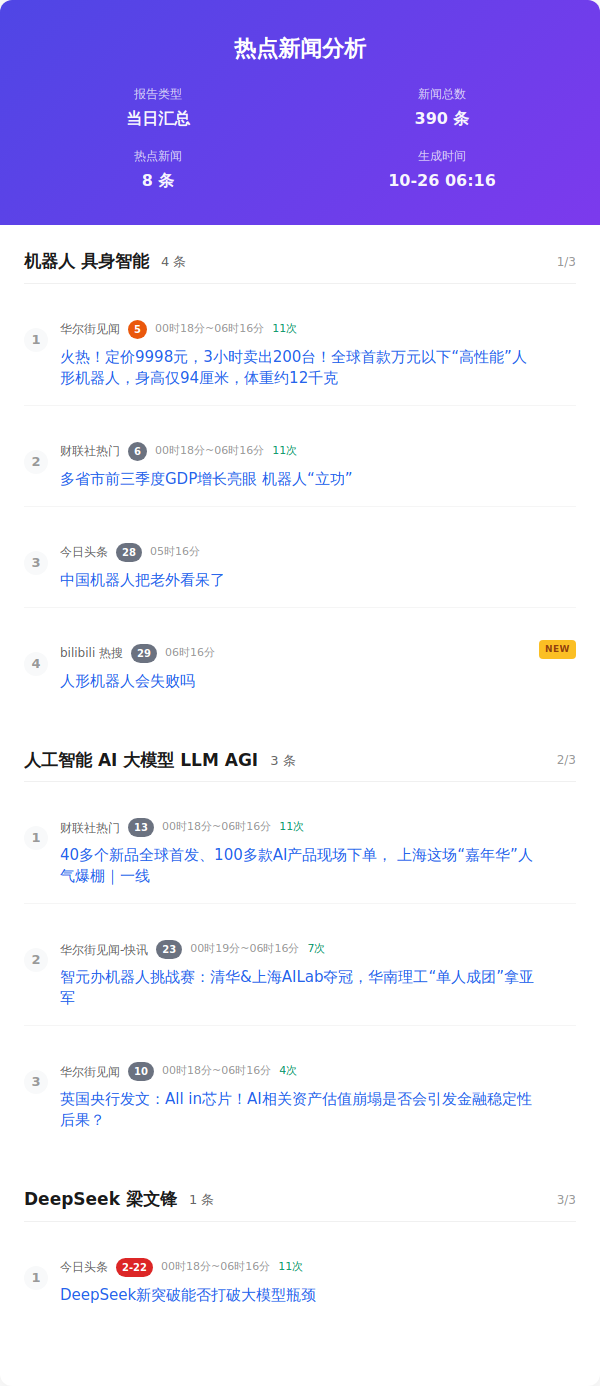 热点新闻分析
报告类型
当日汇总
新闻总数
390 条
热点新闻
8 条
生成时间
10-26 06:16
机器人 具身智能 4 条 1/3
1
华尔街见闻 5 00时18分~06时16分 11次
火热！定价9998元，3小时卖出200台！全球首款万元以下“高性能”人
形机器人，身高仅94厘米，体重约12千克
2
财联社热门 6 00时18分~06时16分 11次
多省市前三季度GDP增长亮眼 机器人“立功”
3
今日头条 28 05时16分
中国机器人把老外看呆了
4
bilibili 热搜 29 06时16分 NEW
人形机器人会失败吗
人工智能 AI 大模型 LLM AGI 3 条 2/3
1
财联社热门 13 00时18分~06时16分 11次
40多个新品全球首发、100多款AI产品现场下单， 上海这场“嘉年华”人
气爆棚｜一线
2
华尔街见闻-快讯 23 00时19分~06时16分 7次
智元办机器人挑战赛：清华&上海AILab夺冠，华南理工“单人成团”拿亚
军
3
华尔街见闻 10 00时18分~06时16分 4次
英国央行发文：All in芯片！AI相关资产估值崩塌是否会引发金融稳定性
后果？
DeepSeek 梁文锋 1 条 3/3
1
今日头条 2-22 00时18分~06时16分 11次
DeepSeek新突破能否打破大模型瓶颈